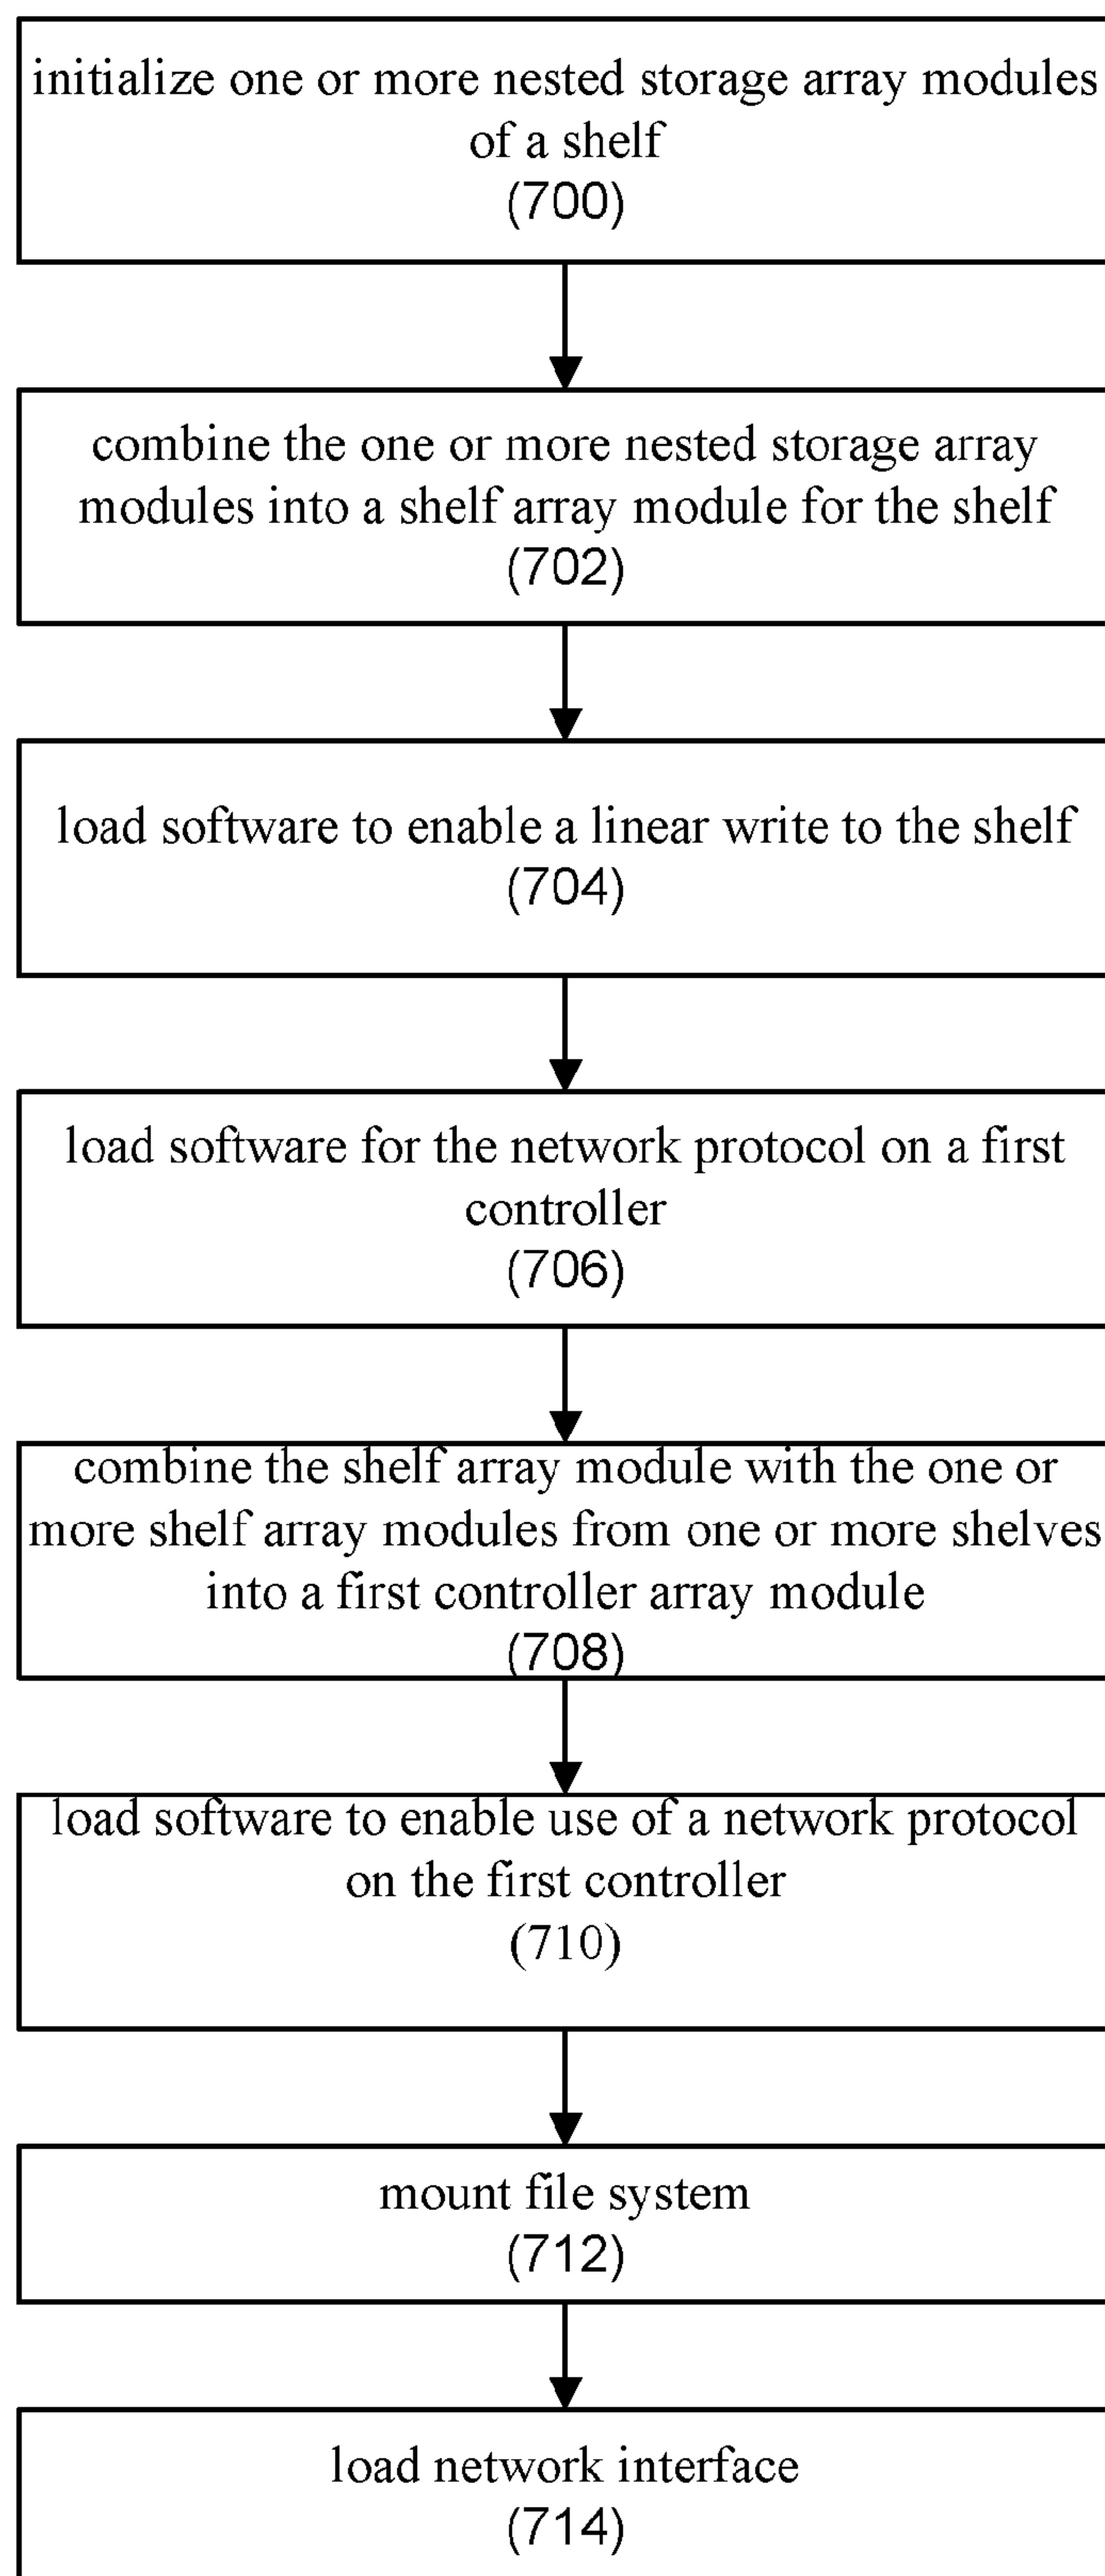 initialize one or more nested storage array modules
of a shelf
(700)
combine the one or more nested storage array
modules into a shelf array module for the shelf
(702)
load software to enable a linear write to the shelf
(704)
load software for the network protocol on a first
controller
(706)
combine the shelf array module with the one or
more shelf array modules from one or more shelves
into a first controller array module
(708)
load software to enable use of a network protocol
on the first controller
(710)
mount file system
(712)
load network interface
(714)